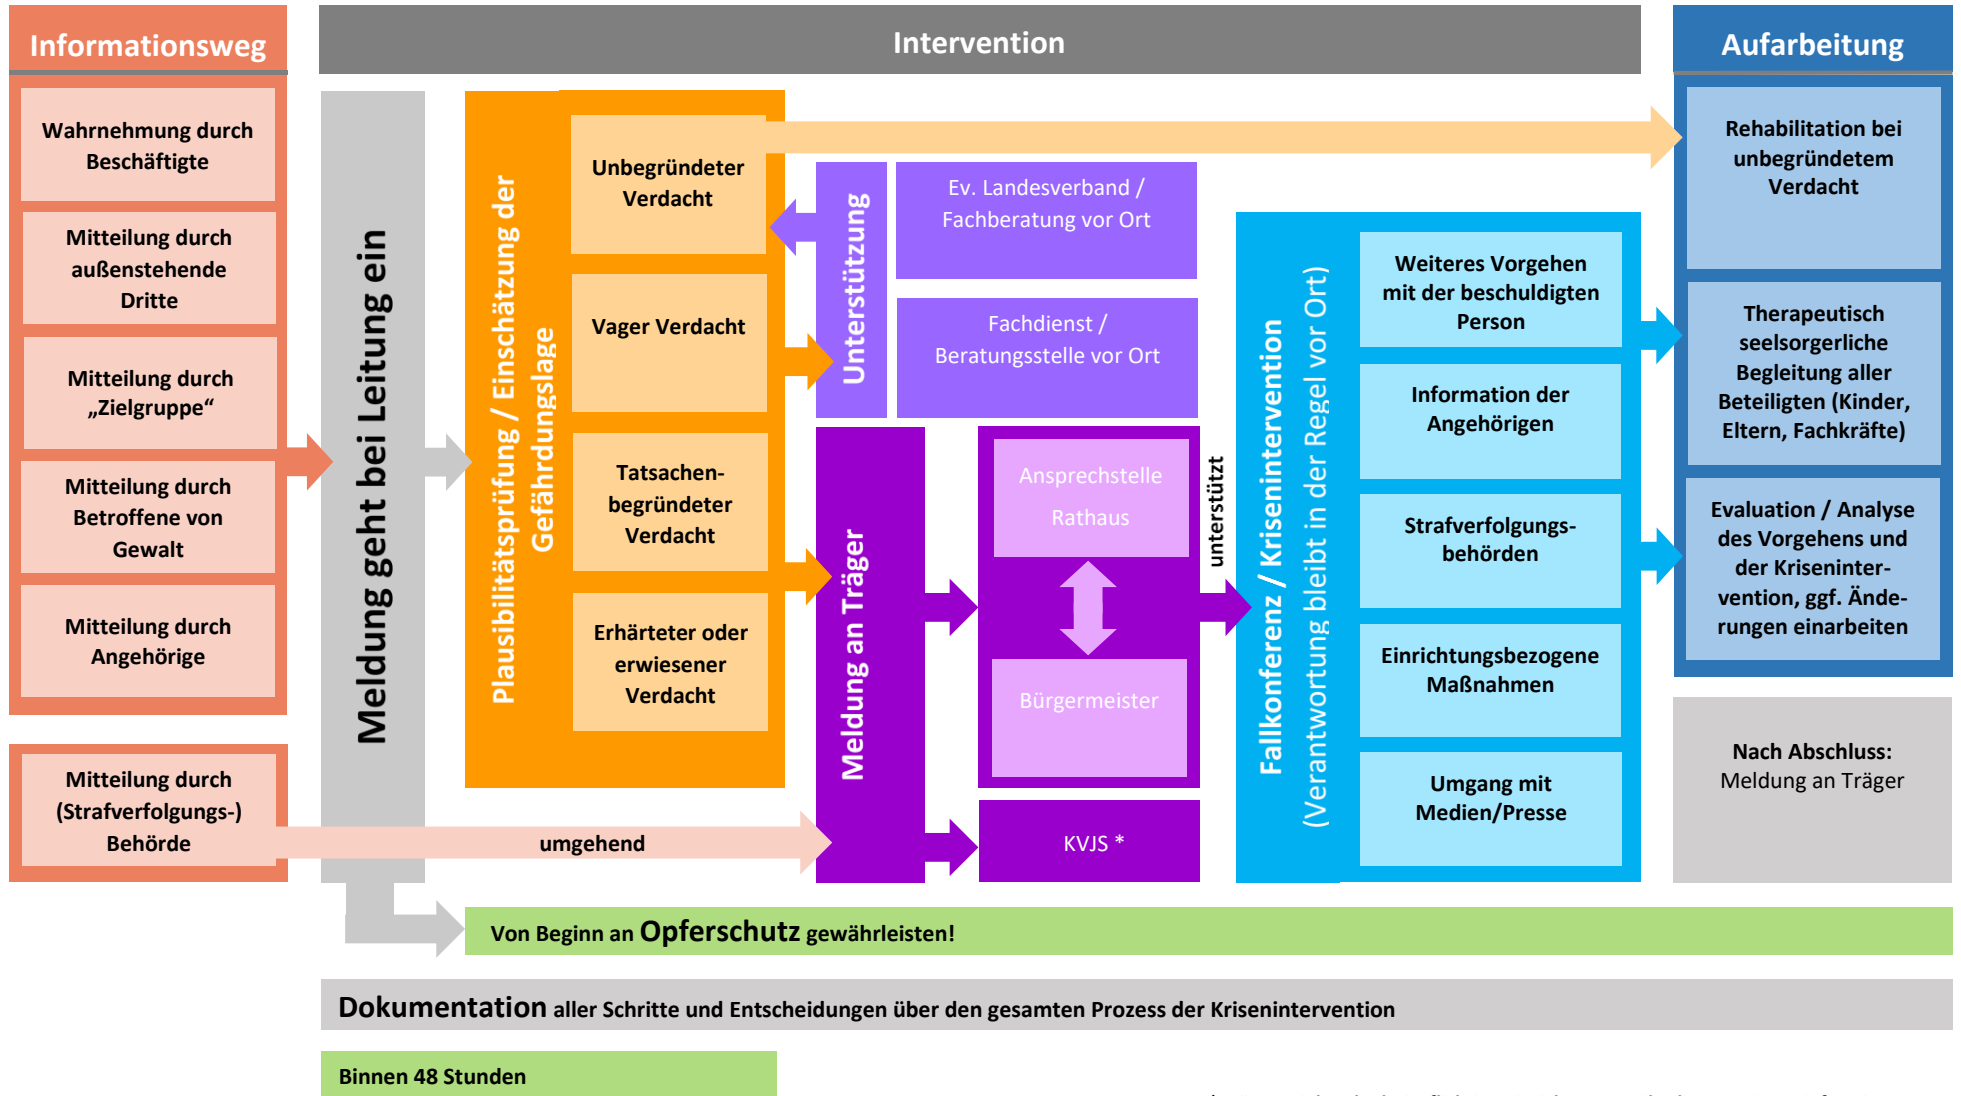 Informationsweg
Wahrnehmung durch
Beschäftigte
Mitteilung durch
außenstehende
Dritte
Mitteilung durch
„Zielgruppe“
Mitteilung durch
Betroffene von
Gewalt
Mitteilung durch
Angehörige
Mitteilung durch
(Strafverfolgungs-)
Behörde
umgehend
Intervention
Meldung geht bei Leitung ein
Plausibilitätsprüfung / Einschätzung der
Gefährdungslage
Unbegründeter
Verdacht
Vager Verdacht
Tatsachen-
begründeter
Verdacht
Erhärteter oder
erwiesener
Verdacht
Unterstützung
Ev. Landesverband /
Fachberatung vor Ort
Fachdienst /
Beratungsstelle vor Ort
Meldung an Träger
Ansprechstelle
Rathaus
Bürgermeister
KVJS *
unterstützt
Fallkonferenz / Krisenintervention
(Verantwortung bleibt in der Regel vor Ort)
Weiteres Vorgehen
mit der beschuldigten
Person
Information der
Angehörigen
Strafverfolgungs-
behörden
Einrichtungsbezogene
Maßnahmen
Umgang mit
Medien/Presse
Aufarbeitung
Rehabilitation bei
unbegründetem
Verdacht
Therapeutisch
seelsorgerliche
Begleitung aller
Beteiligten (Kinder,
Eltern, Fachkräfte)
Evaluation / Analyse
des Vorgehens und
der Kriseninter-
vention, ggf. Ände-
rungen einarbeiten
Nach Abschluss:
Meldung an Träger
Von Beginn an Opferschutz gewährleisten!
Dokumentation aller Schritte und Entscheidungen über den gesamten Prozess der Krisenintervention
Binnen 48 Stunden